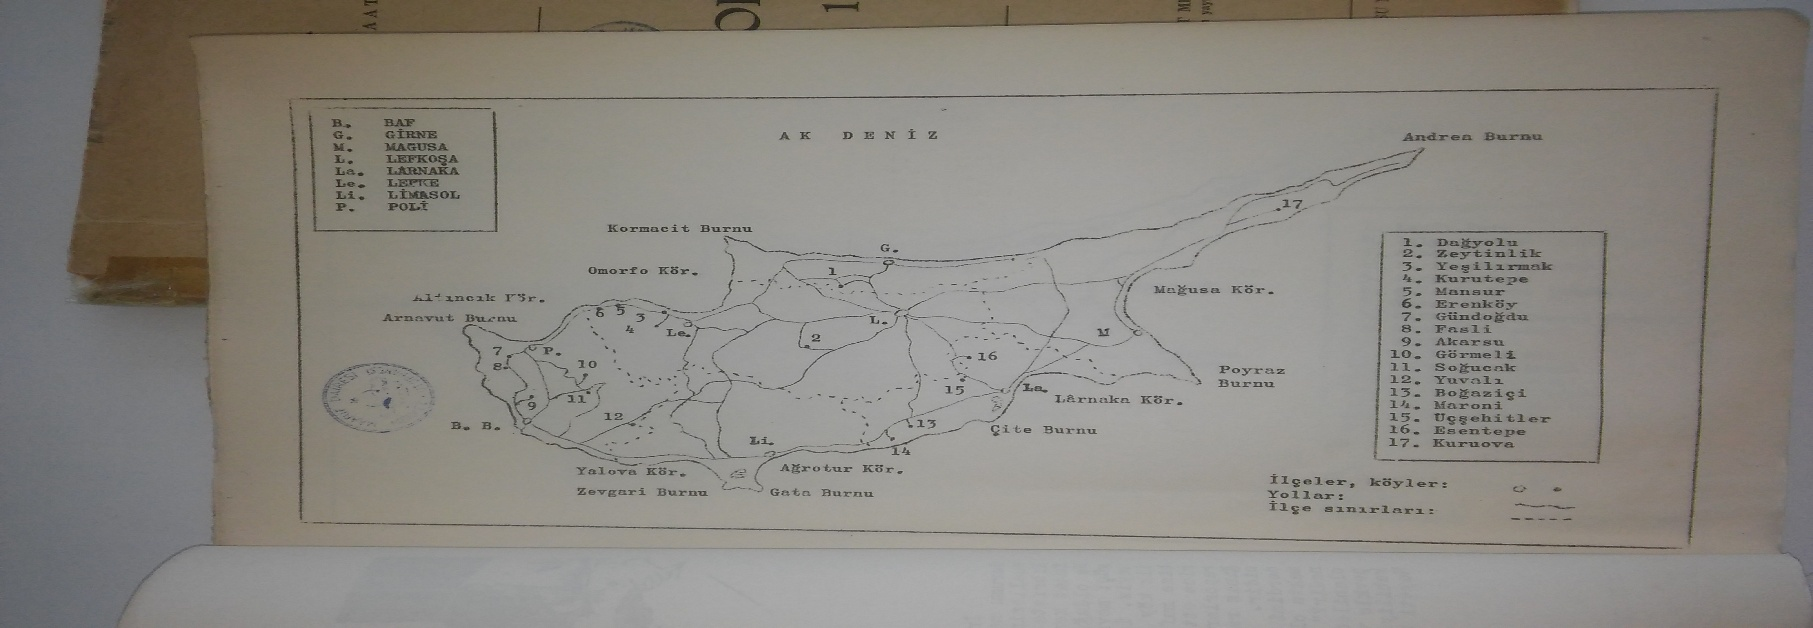 B. BAF
G. GİRNE
M. MAGUSA
L. LEFKOŞA
La. LÂRNAKA
Le. LEFKE
Li. LİMASOL
P. POLİ
AK DENİZ
Andrea Burnu
17
Kormacit Burnu
G.
Omorfo Kör.
1
Mağusa Kör.
Kör.
Arnavut Burnu
6 5 3
4
Le.
L.
2
M
7
P.
8.
10
16
15
La.
Poyraz
Burnu
9
11
Lârnaka Kör.
12
13
B. B.
Çite Burnu
Li.
14
Yalova Kör.
Ağrotur Kör.
Zevgari Burnu
Gata Burnu
1. Dağyolu
2. Zeytinlik
3. Yeşilırmak
4. Kurutepe
5. Mansur
6. Erenköy
7. Gündoğdu
8. Fasli
9. Akarsu
10. Görmeli
11. Soğucak
12. Yuvalı
13. Boğaziçi
14. Maroni
15. Üçşehitler
16. Esentepe
17. Kuruova
İlçeler, köyler:
Yollar:
İlçe sınırları: